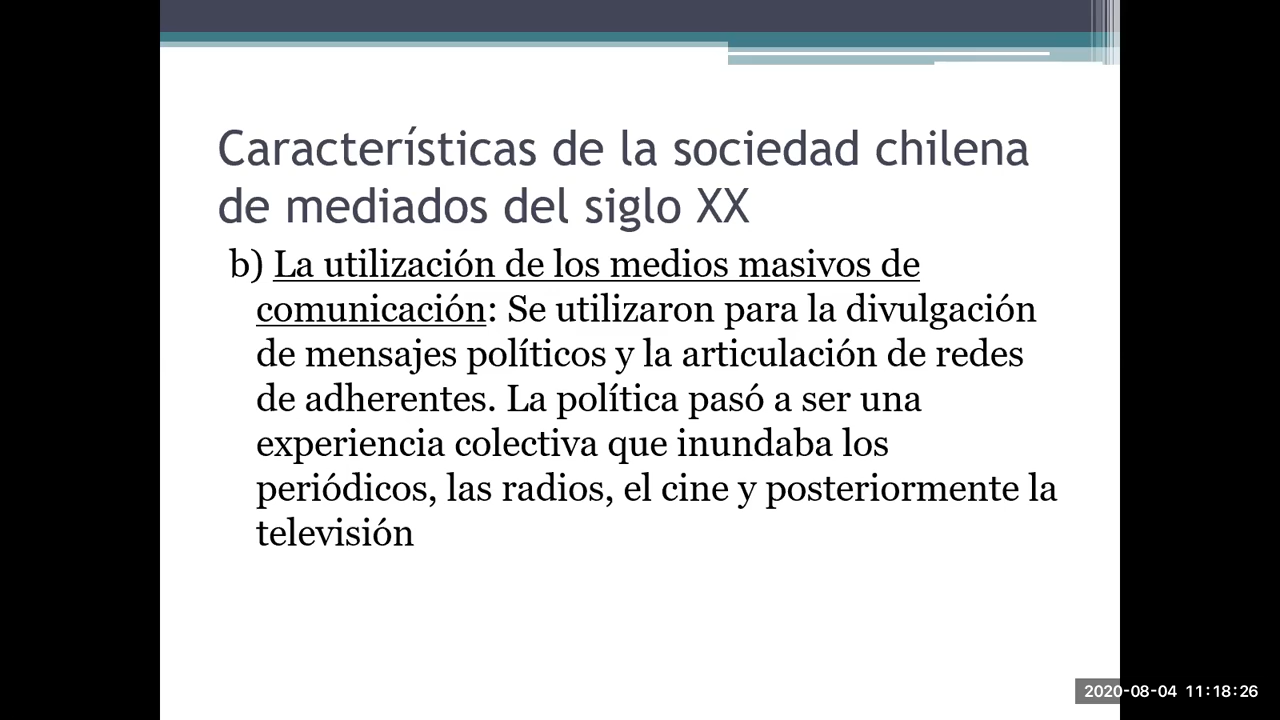 Características de la sociedad chilena
de mediados del siglo XX
b) La utilización de los medios masivos de
comunicación: Se utilizaron para la divulgación
de mensajes políticos y la articulación de redes
de adherentes. La política pasó a ser una
experiencia colectiva que inundaba los
periódicos, las radios, el cine y posteriormente la
televisión
2020-08-04 11:18:26